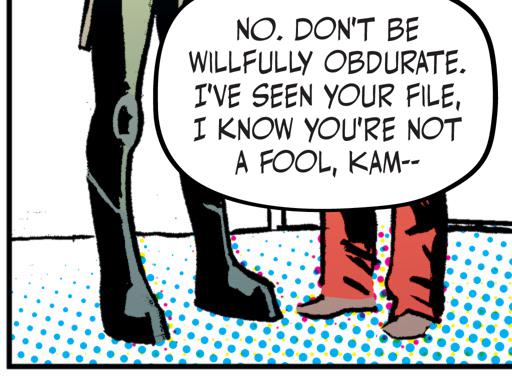 NO. DON'T BE
WILLFULLY OBDURATE.
I'VE SEEN YOUR FILE,
I KNOW YOU'RE NOT
A FOOL, KAM--